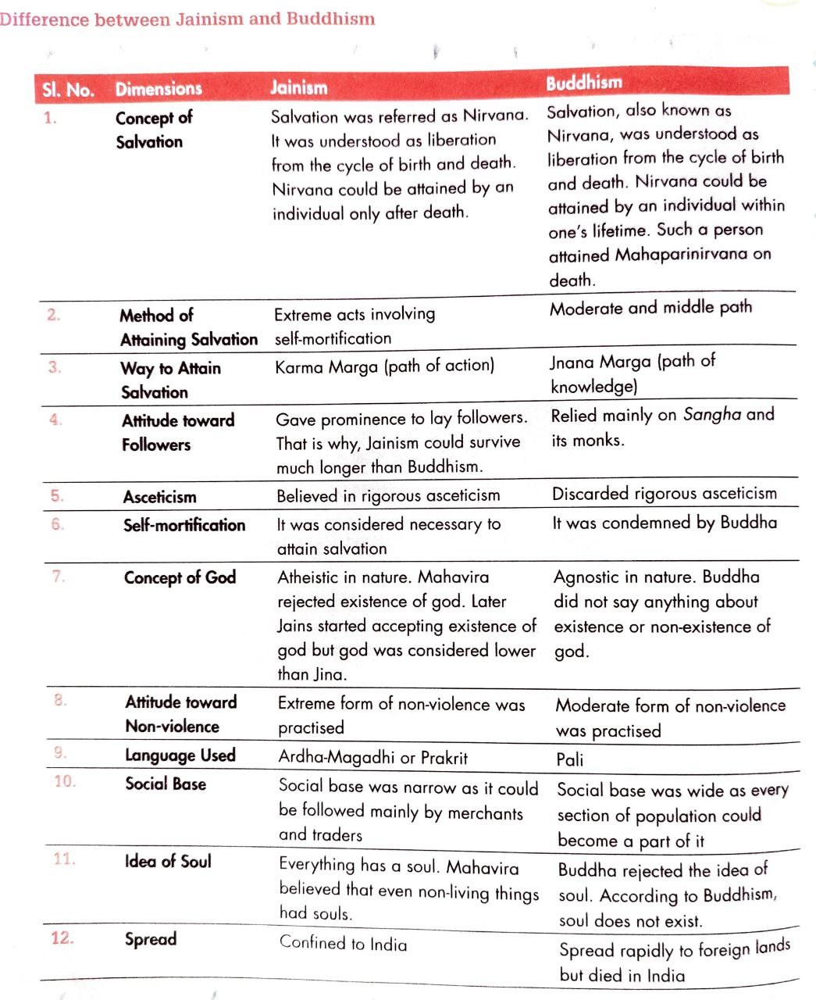 Difference between Jainism and Buddhism
Sl. No. Dimensions Jainism Buddhism
1. Concept of Salvation was referred as Nirvana. Salvation, also known as
Salvation It was understood as liberation Nirvana, was understood as
from the cycle of birth and death. liberation from the cycle of birth
Nirvana could be attained by an and death. Nirvana could be
individual only after death. attained by an individual within
one's lifetime. Such a person
attained Mahaparinirvana on
death.
2. Method of Extreme acts involving Moderate and middle path
Attaining Salvation self-mortification
3. Way to Attain Karma Marga (path of action) Jnana Marga (path of
Salvation knowledge)
4. Attitude toward Gave prominence to lay followers. Relied mainly on Sangha and
Followers That is why, Jainism could survive its monks.
much longer than Buddhism.
5. Asceticism Believed in rigorous asceticism Discarded rigorous asceticism
6. Self-mortification It was considered necessary to It was condemned by Buddha
attain salvation
7. Concept of God Atheistic in nature. Mahavira Agnostic in nature. Buddha
rejected existence of god. Later did not say anything about
Jains started accepting existence of existence or non-existence of
god but god was considered lower god.
than Jina.
8. Attitude toward Extreme form of non-violence was Moderate form of non-violence
Non-violence practised was practised
9. Language Used Ardha-Magadhi or Prakrit Pali
10. Social Base Social base was narrow as it could Social base was wide as every
be followed mainly by merchants section of population could
and traders become a part of it
11. Idea of Soul Everything has a soul. Mahavira Buddha rejected the idea of
believed that even non-living things soul. According to Buddhism,
had souls. soul does not exist.
12. Spread Confined to India Spread rapidly to foreign lands
but died in India